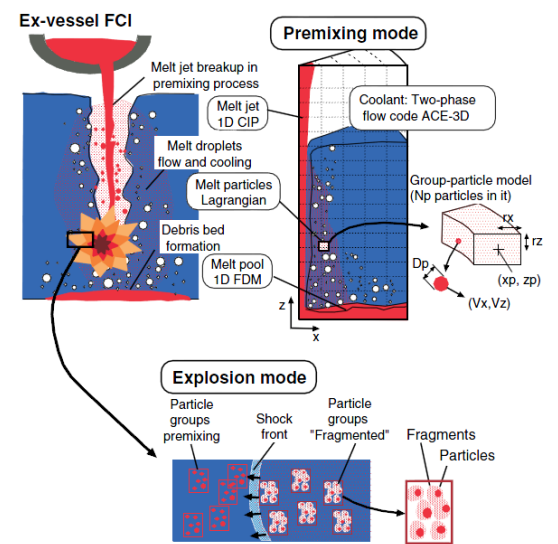 Ex-vessel FCI
Melt jet breakup in
premixing process
Melt droplets
flow and cooling
Debris bed
formation
Premixing mode
Melt jet
1D CIP
Coolant: Two-phase
flow code ACE-3D
Melt particles
Lagrangian
Melt pool
1D FDM
z
x
Group-particle model
(Np particles in it)
rx
rz
Dp
(xp, zp)
(Vx,Vz)
Explosion mode
Particle
groups
premixing
Shock
front
Particle
groups
"Fragmented"
Fragments
Particles